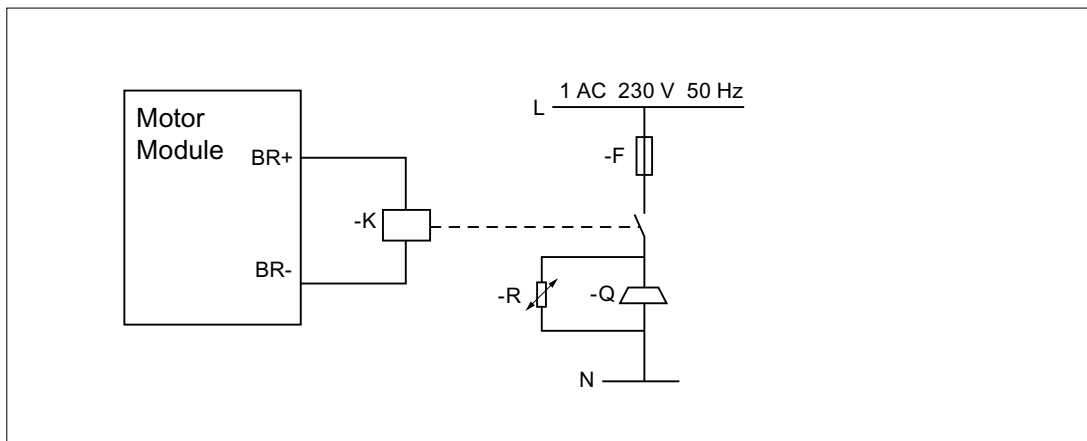 Motor
Module
BR+
BR-
-K
1 AC 230 V 50 Hz
L
-F
-R
-Q
N